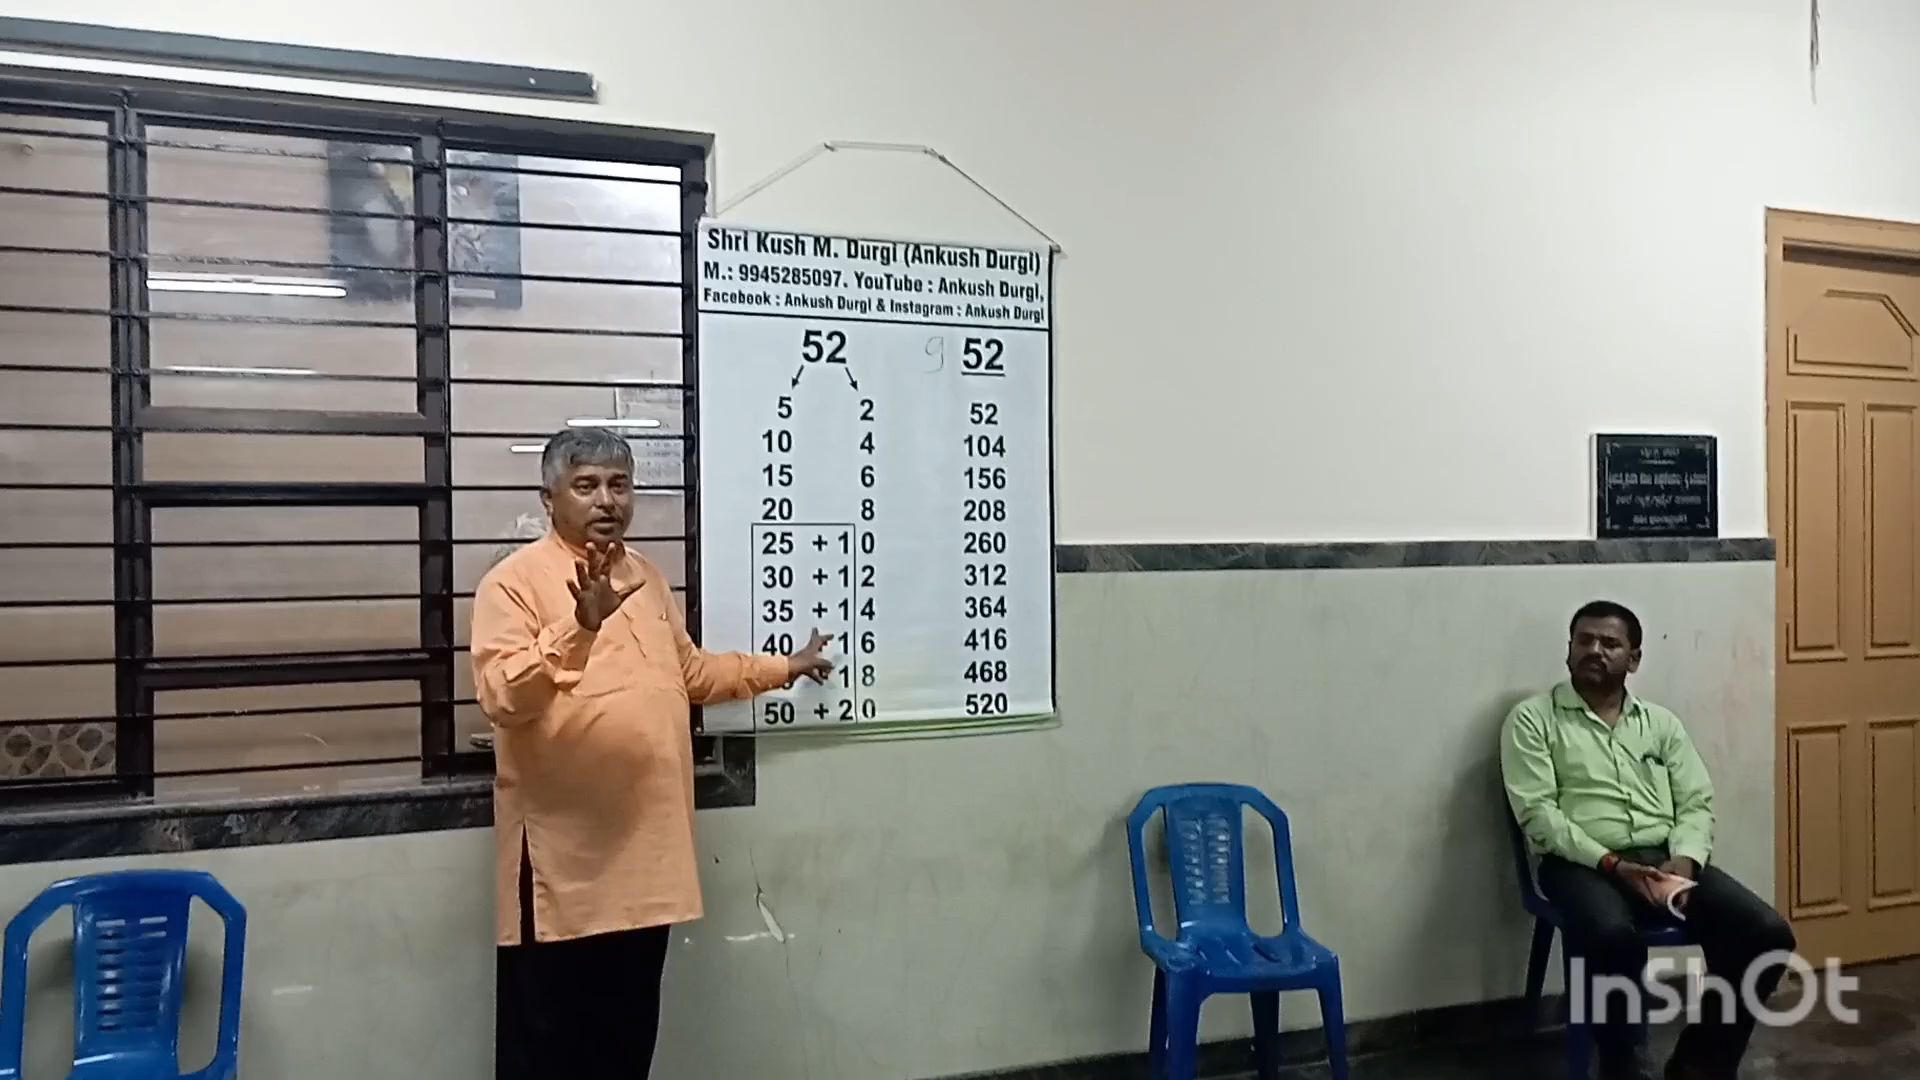 Shri Kush M. Durgi (Ankush Durgi)
M.: 9945285097. YouTube : Ankush Durgi,
Facebook : Ankush Durgi & Instagram : Ankush Durgi
52 9 52
5 2 52
10 4 104
15 6 156
20 8 208
25 + 1 0 260
30 + 1 2 312
35 + 1 4 364
40 1 6 416
1 8 468
50 + 2 0 520
InShOt